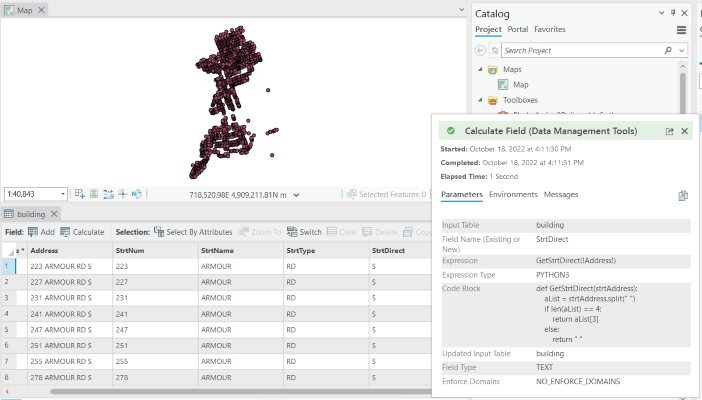 Map
Catalog
Project Portal Favorites
Search Project
Maps
Map
Toolboxes
Calculate Field (Data Management Tools)
Started: October 18, 2022 at 4:11:30 PM
Completed: October 18, 2022 at 4:11:31 PM
Elapsed Time: 1 Second
Parameters Environments Messages
Input Table building
Field Name (Existing or New) StrtDirect
Expression GetStrtDirect(!Address!)
Expression Type PYTHON3
Code Block def GetStrtDirect(strtAddress):
aList = strtAddress.split(" ")
if len(aList) == 4:
return aList[3]
else:
return " "
Updated Input Table building
Field Type TEXT
Enforce Domains NO_ENFORCE_DOMAINS
1:40,843
718,520.98E 4,909,211.81N m
Selected Features: 0
building
Field: Add Calculate Selection: Select By Attributes Zoom To Switch Clear Delete Copy
Address StrtNum StrtName StrtType StrtDirect
1 223 ARMOUR RD S 223 ARMOUR RD S
2 227 ARMOUR RD S 227 ARMOUR RD S
3 231 ARMOUR RD S 231 ARMOUR RD S
4 241 ARMOUR RD S 241 ARMOUR RD S
5 247 ARMOUR RD S 247 ARMOUR RD S
6 251 ARMOUR RD S 251 ARMOUR RD S
7 255 ARMOUR RD S 255 ARMOUR RD S
8 278 ARMOUR RD S 278 ARMOUR RD S